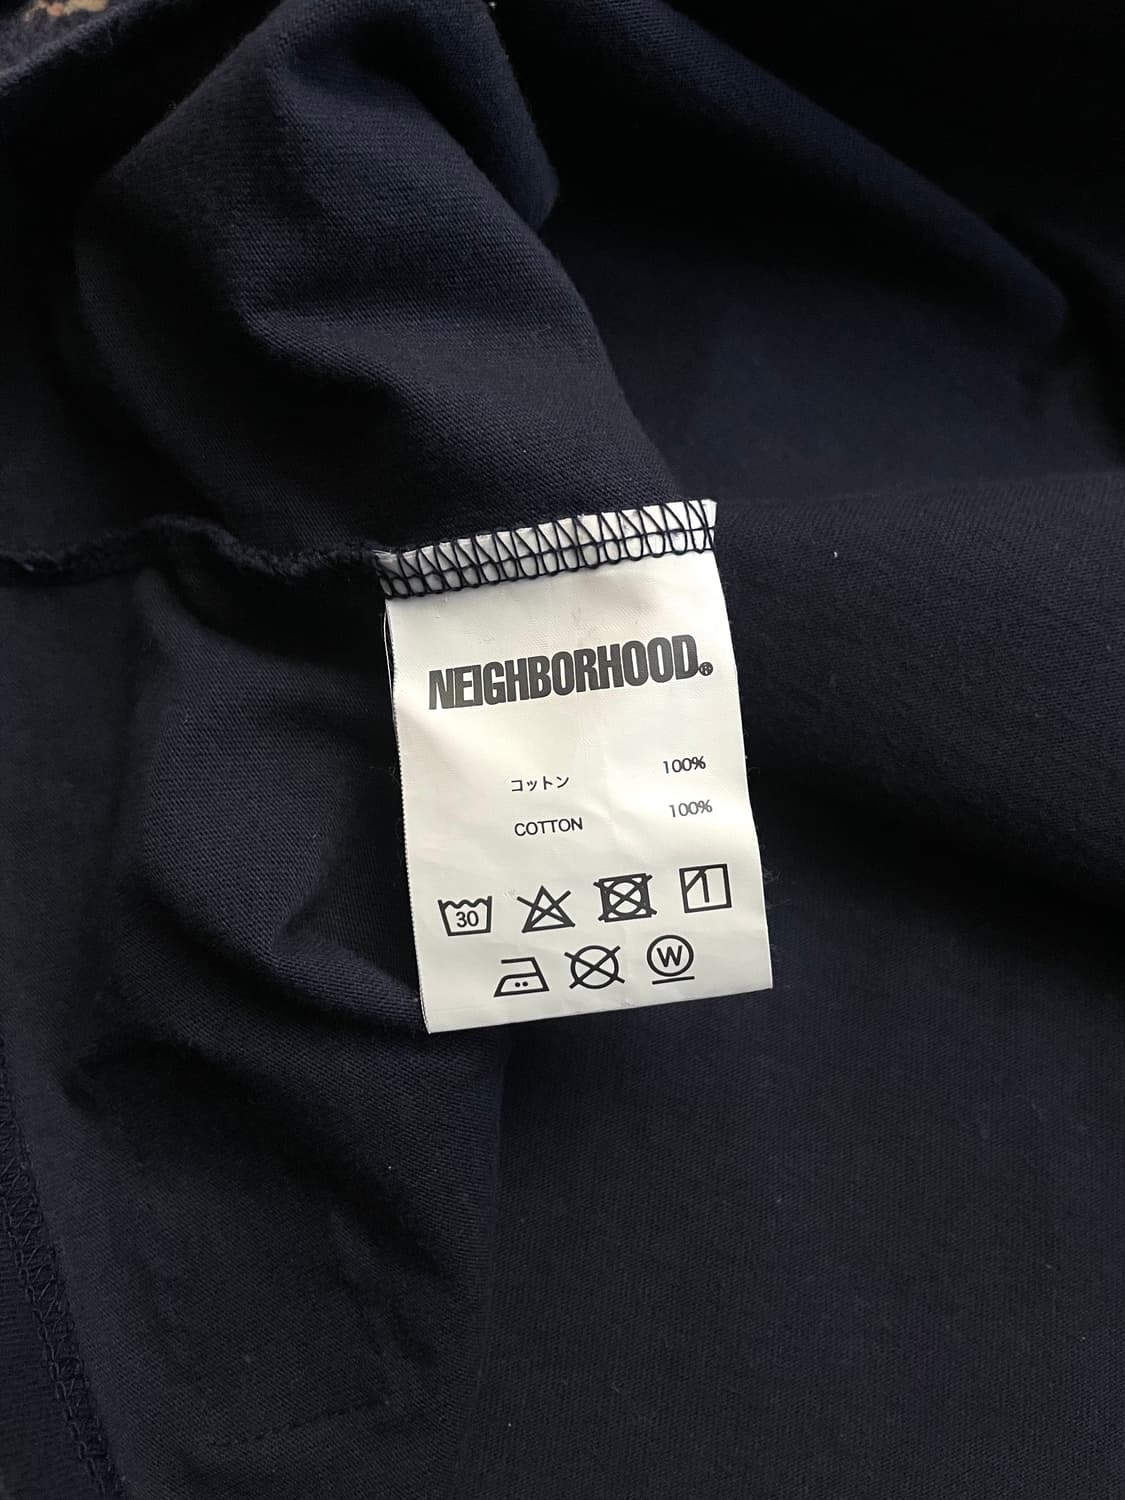 NEIGHBORHOOD®
コットン 100%
COTTON 100%
30
W